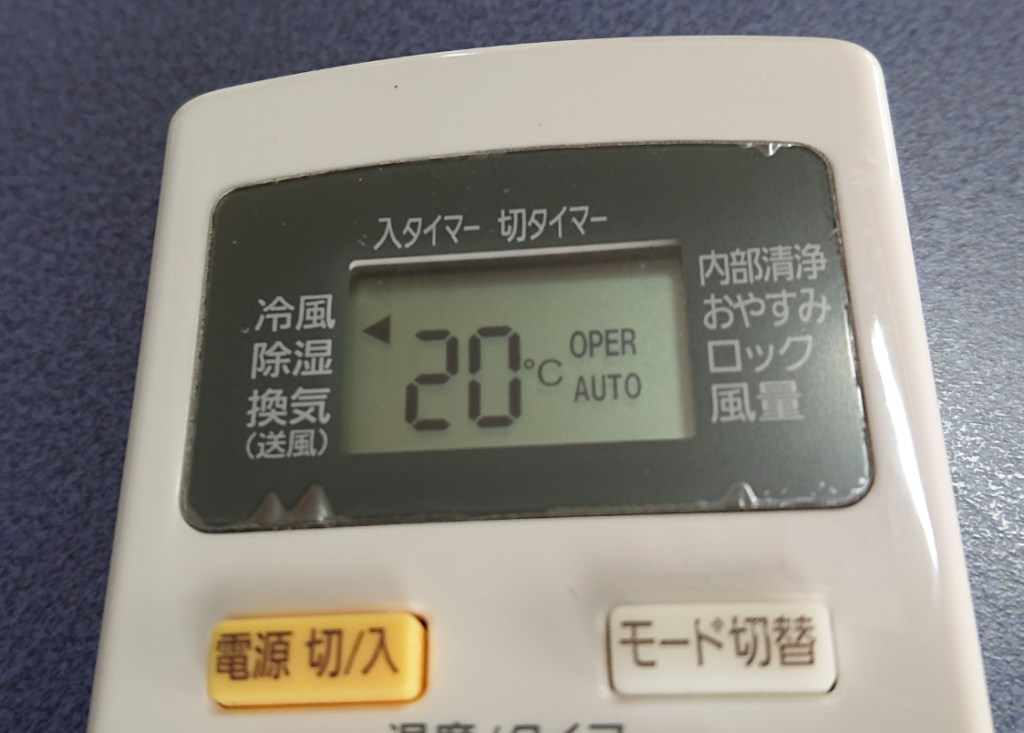 入タイマー 切タイマー
冷風
除湿
換気
(送風)
20℃
OPER
AUTO
内部清浄
おやすみ
ロック
風量
電源 切/入
モード切替